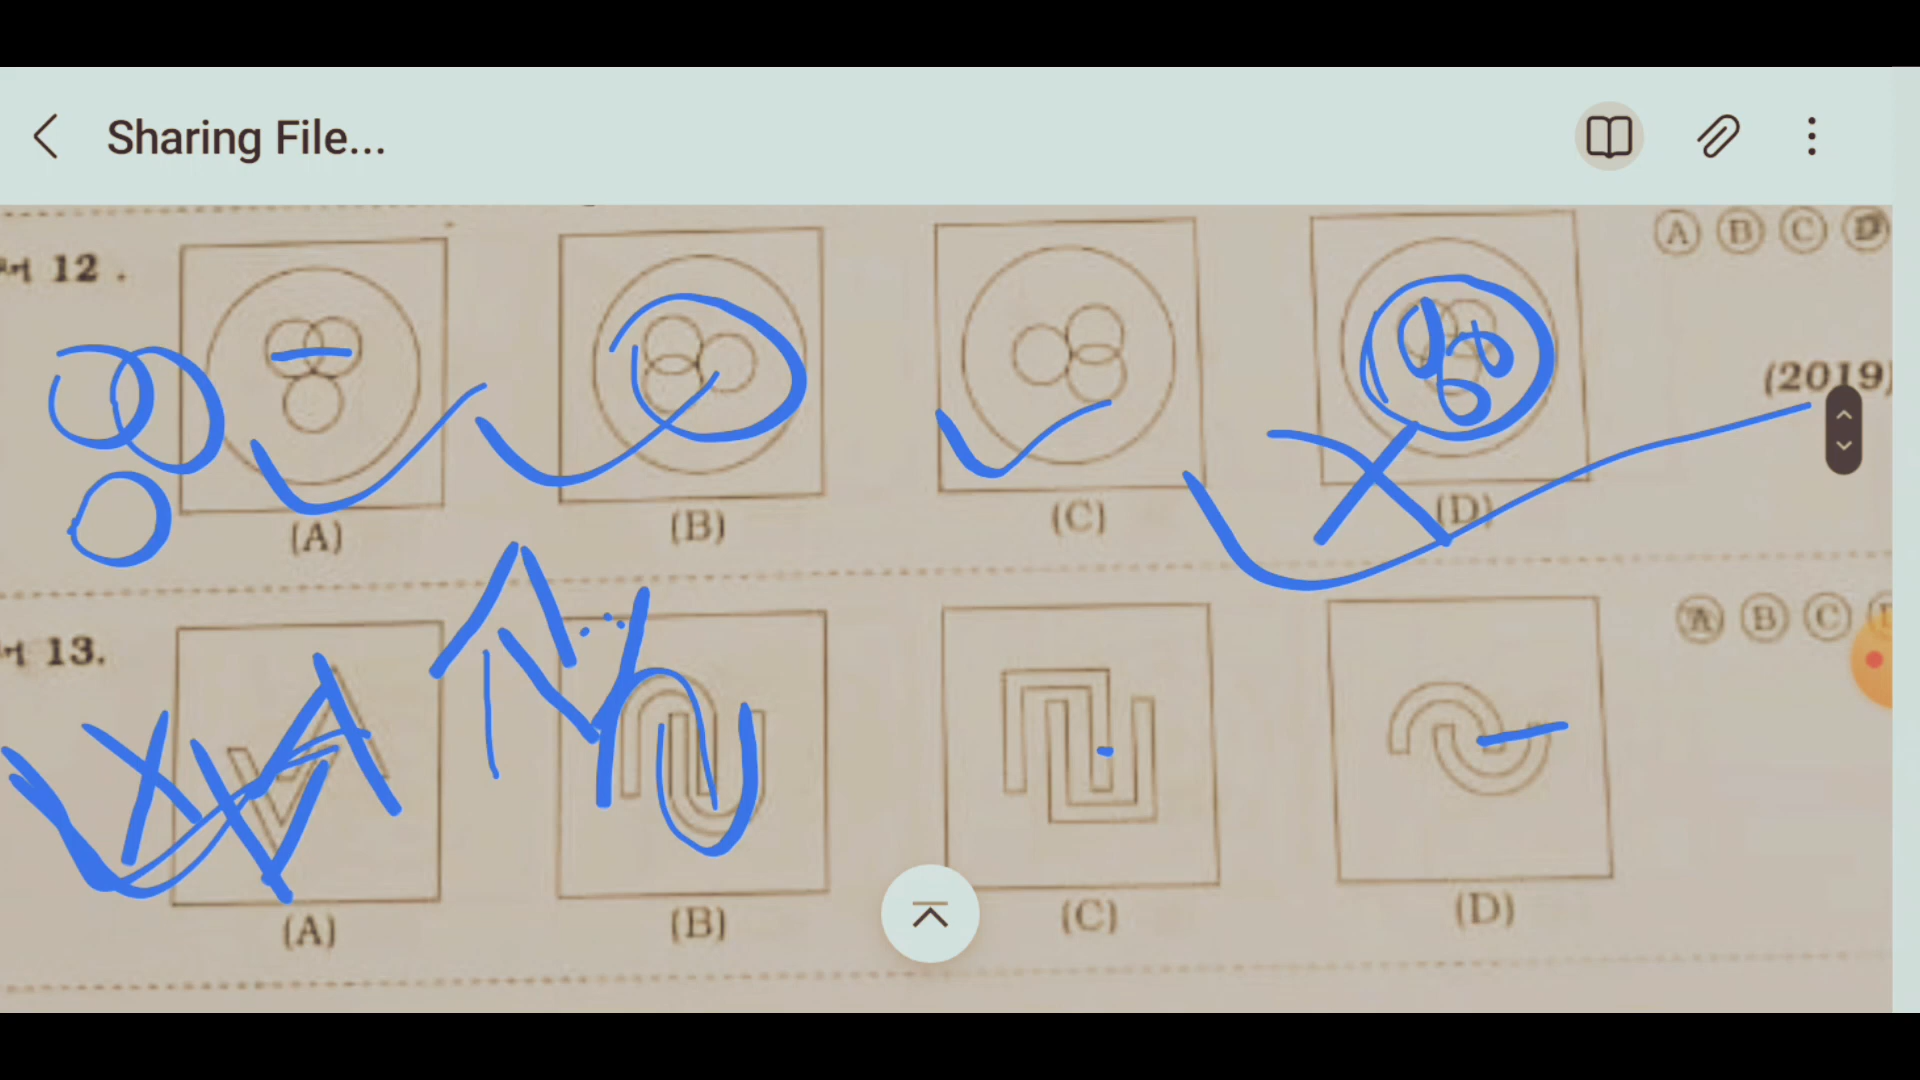 Sharing File...
12 .
A B C D
(2019)
(A) (B) (C) (D)
13.
A B C
(A) (B) (C) (D)